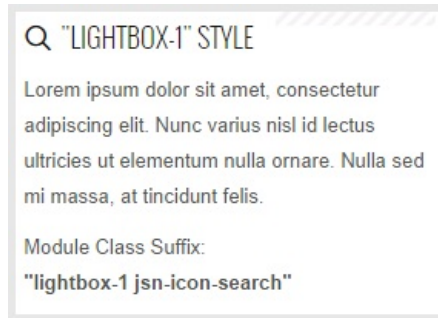 "LIGHTBOX-1" STYLE
Lorem ipsum dolor sit amet, consectetur
adipiscing elit. Nunc varius nisl id lectus
ultricies ut elementum nulla ornare. Nulla sed
mi massa, at tincidunt felis.
Module Class Suffix:
"lightbox-1 jsn-icon-search"